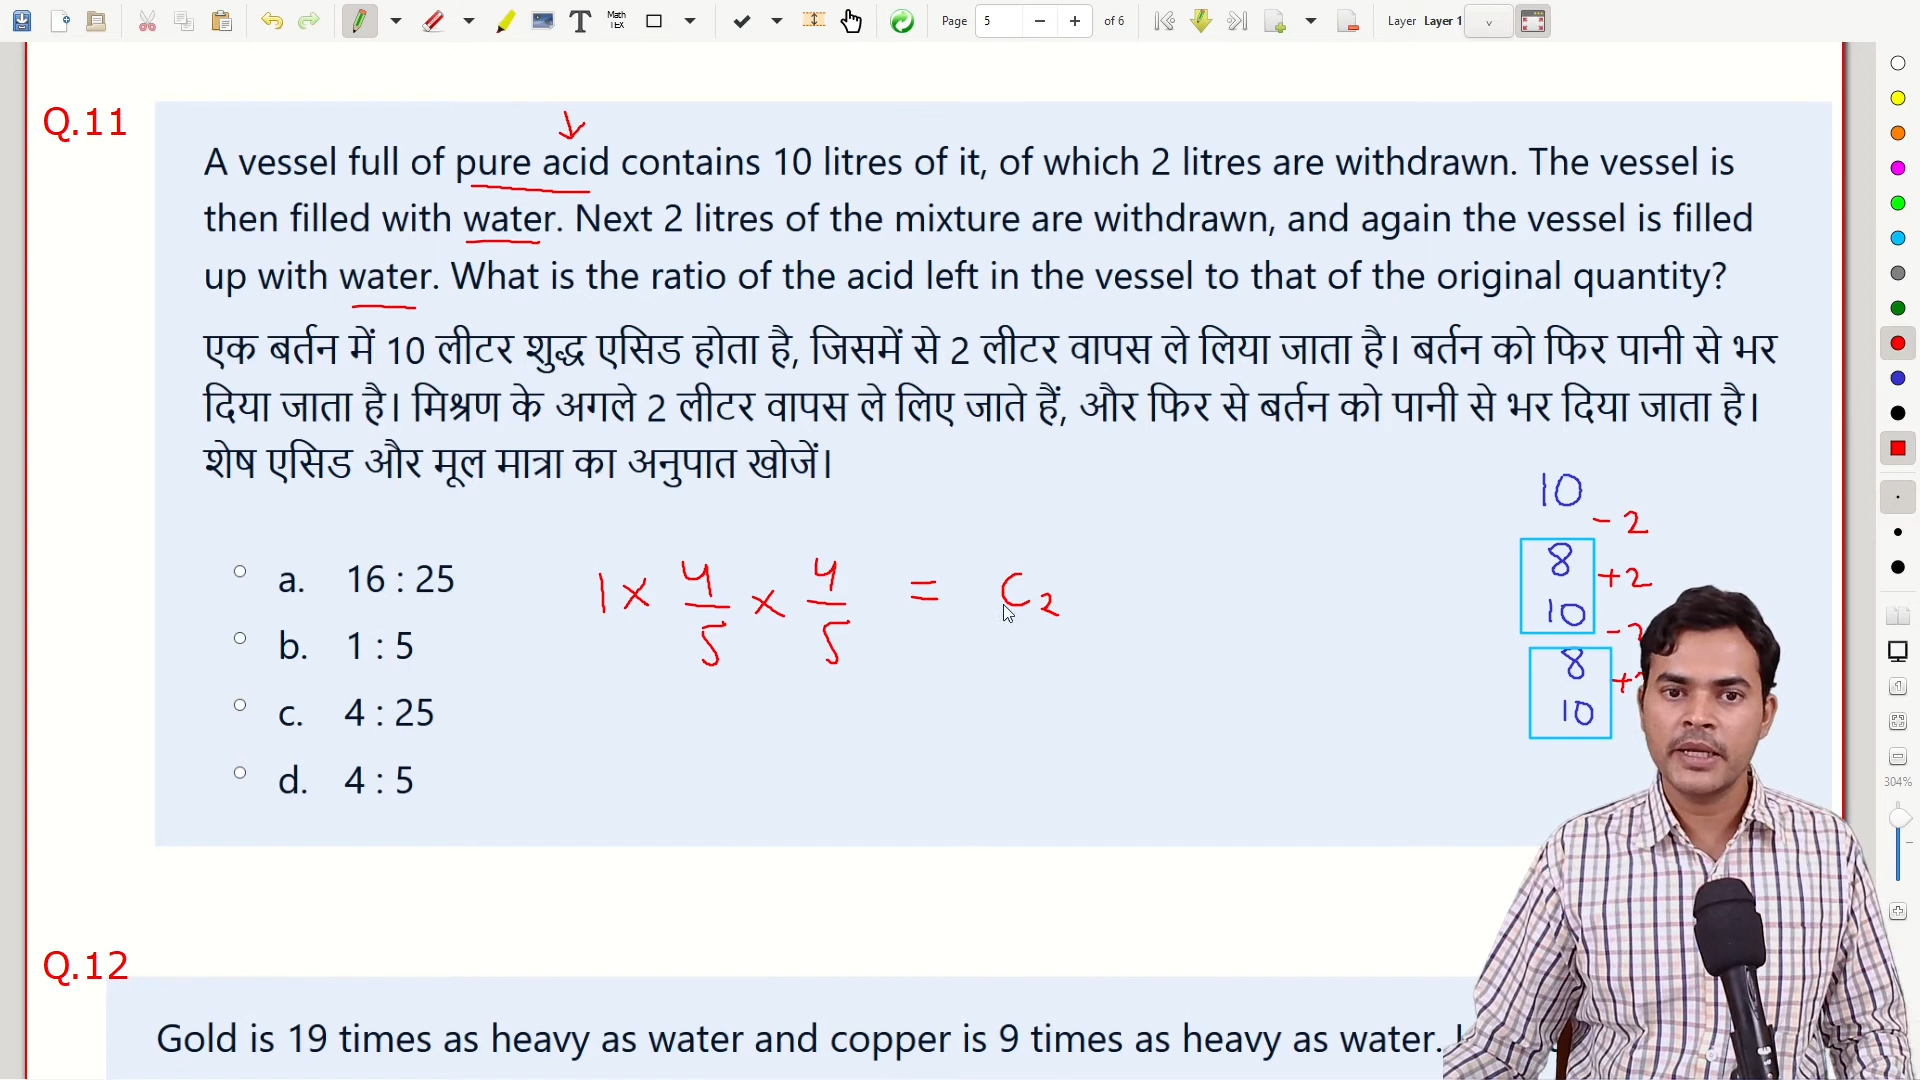 Math
TEX
Page 5 of 6
Layer Layer 1
Q.11
A vessel full of pure acid contains 10 litres of it, of which 2 litres are withdrawn. The vessel is
then filled with water. Next 2 litres of the mixture are withdrawn, and again the vessel is filled
up with water. What is the ratio of the acid left in the vessel to that of the original quantity?
एक बर्तन में 10 लीटर शुद्ध एसिड होता है, जिसमें से 2 लीटर वापस ले लिया जाता है। बर्तन को फिर पानी से भर
दिया जाता है। मिश्रण के अगले 2 लीटर वापस ले लिए जाते हैं, और फिर से बर्तन को पानी से भर दिया जाता है।
शेष एसिड और मूल मात्रा का अनुपात खोजें।
a. 16 : 25
b. 1 : 5
c. 4 : 25
d. 4 : 5
1 × 4/5 × 4/5 = C2
10
- 2
8
+2
10
8
10
304%
Q.12
Gold is 19 times as heavy as water and copper is 9 times as heavy as water.